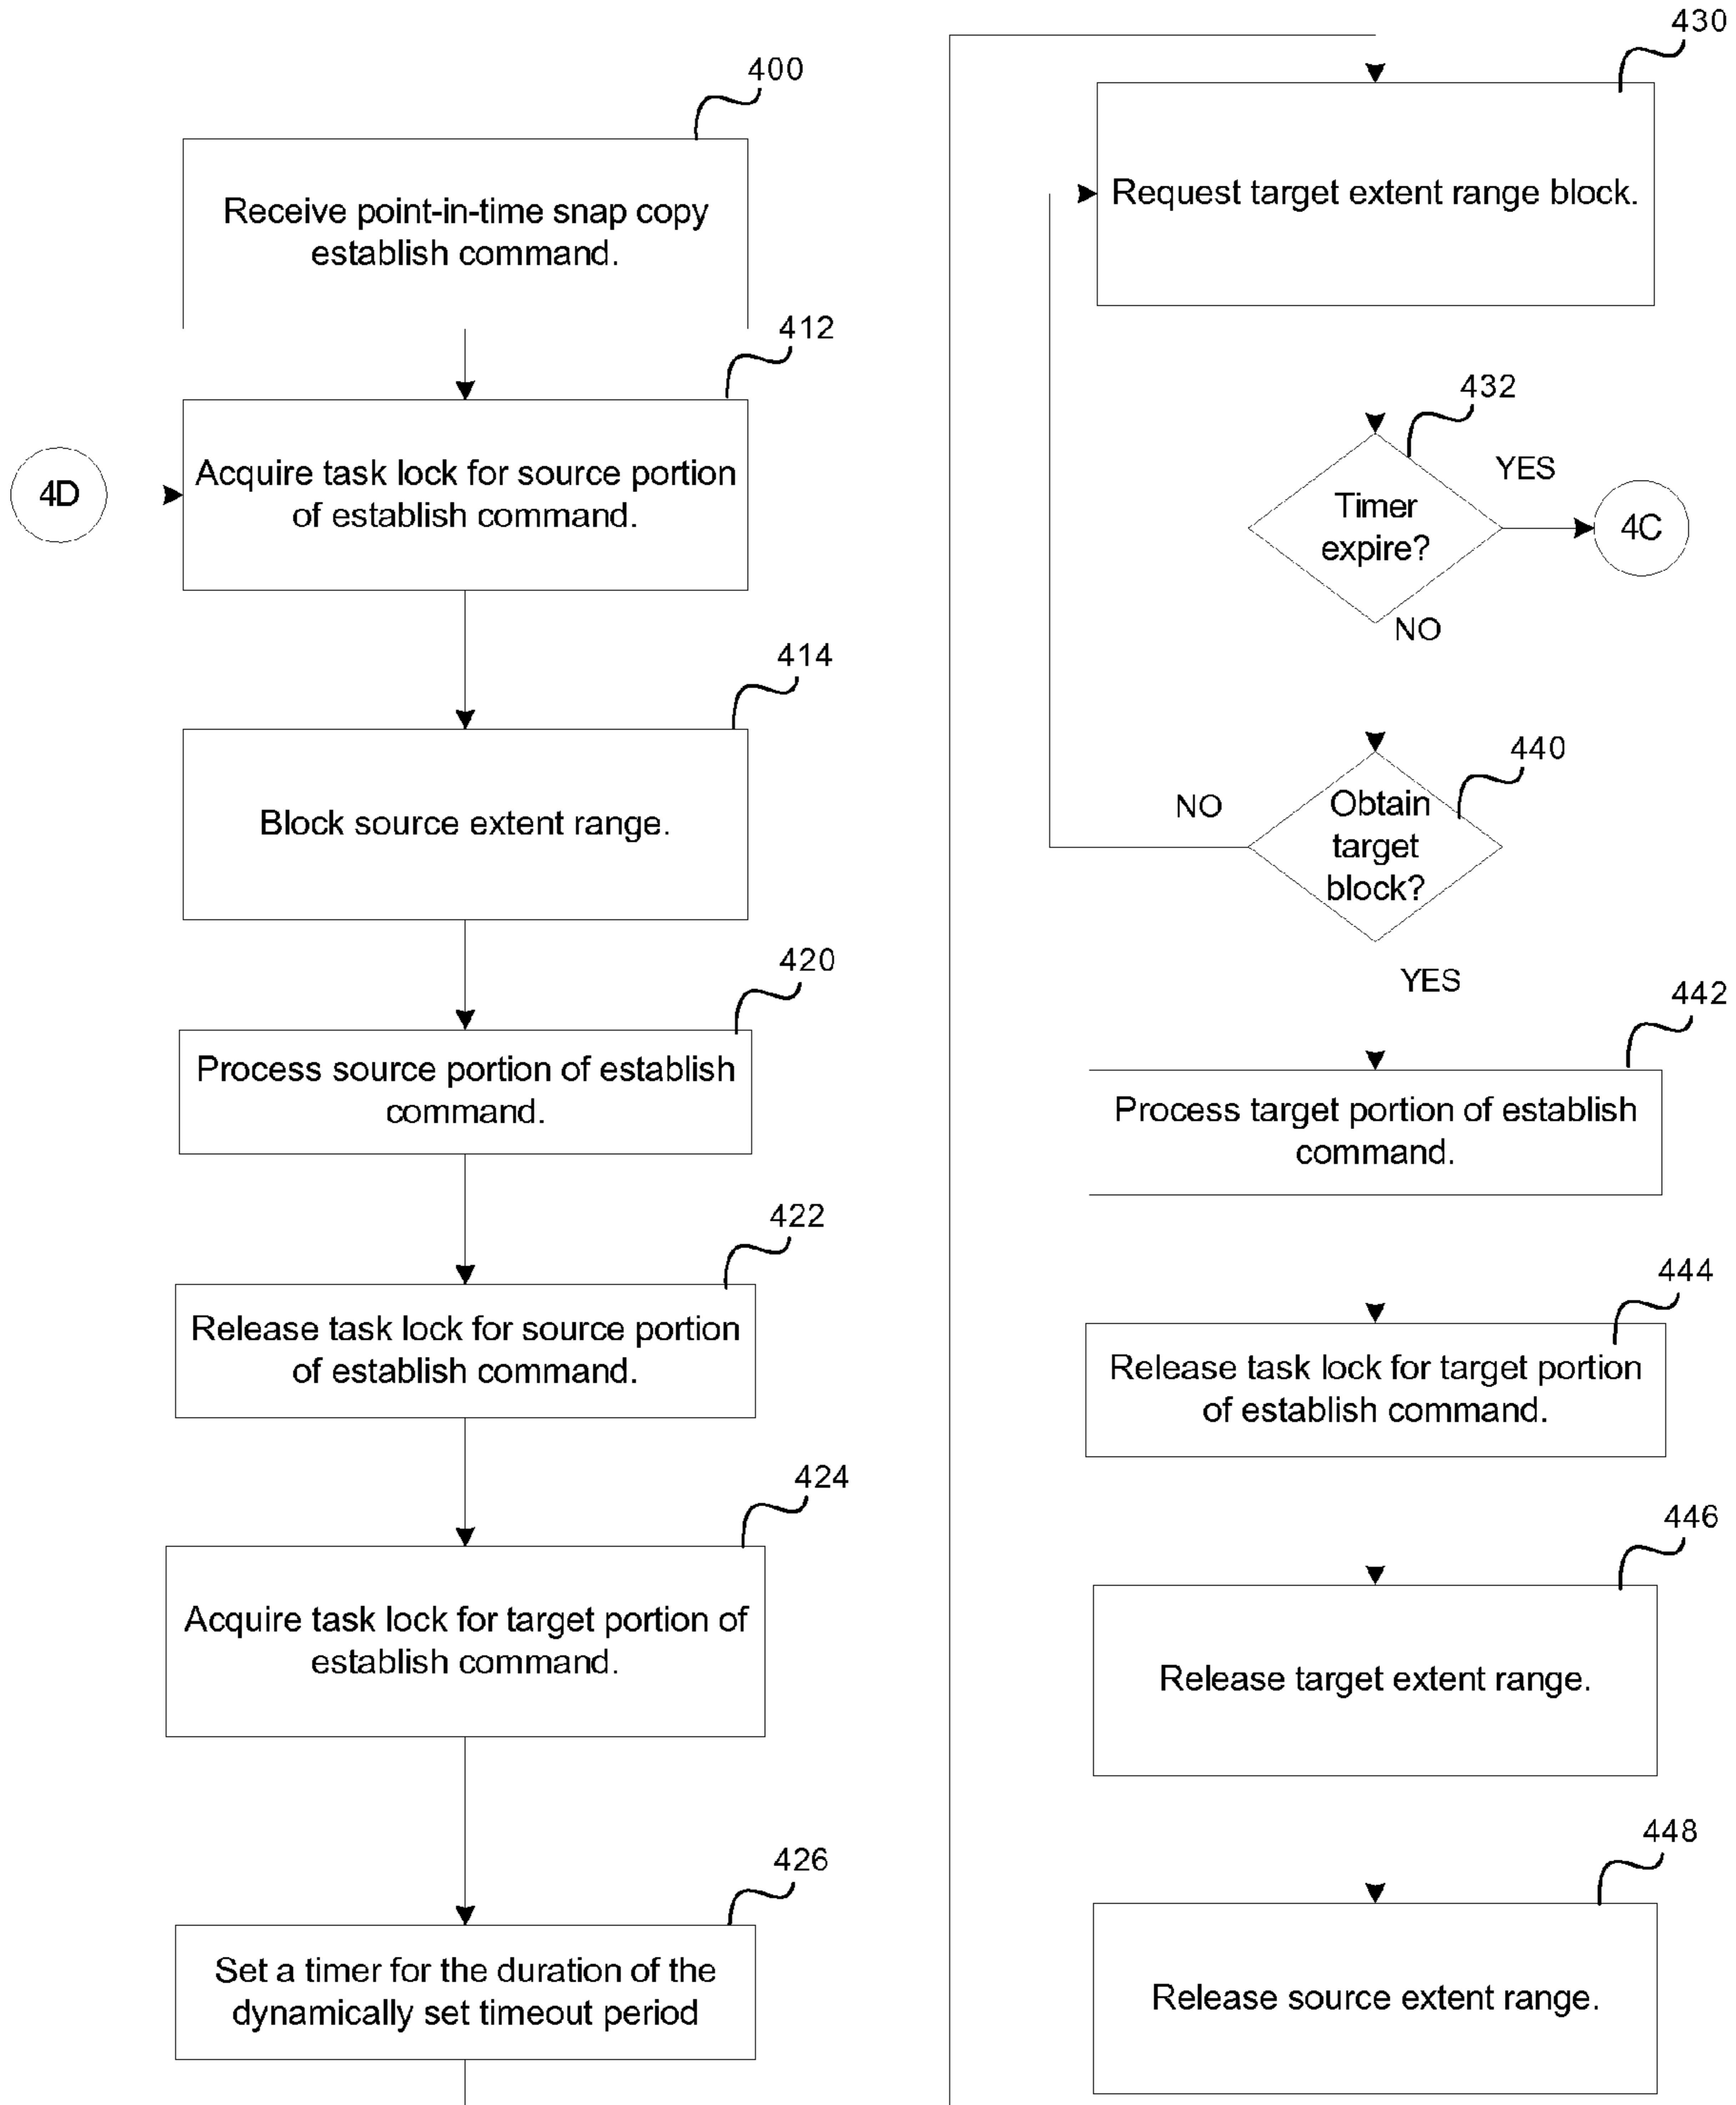 400
Receive point-in-time snap copy
establish command.
412
4D
Acquire task lock for source portion
of establish command.
414
Block source extent range.
420
Process source portion of establish
command.
422
Release task lock for source portion
of establish command.
424
Acquire task lock for target portion of
establish command.
426
Set a timer for the duration of the
dynamically set timeout period
430
Request target extent range block.
432
Timer
expire?
YES
4C
NO
440
Obtain
target
block?
NO
YES
442
Process target portion of establish
command.
444
Release task lock for target portion
of establish command.
446
Release target extent range.
448
Release source extent range.